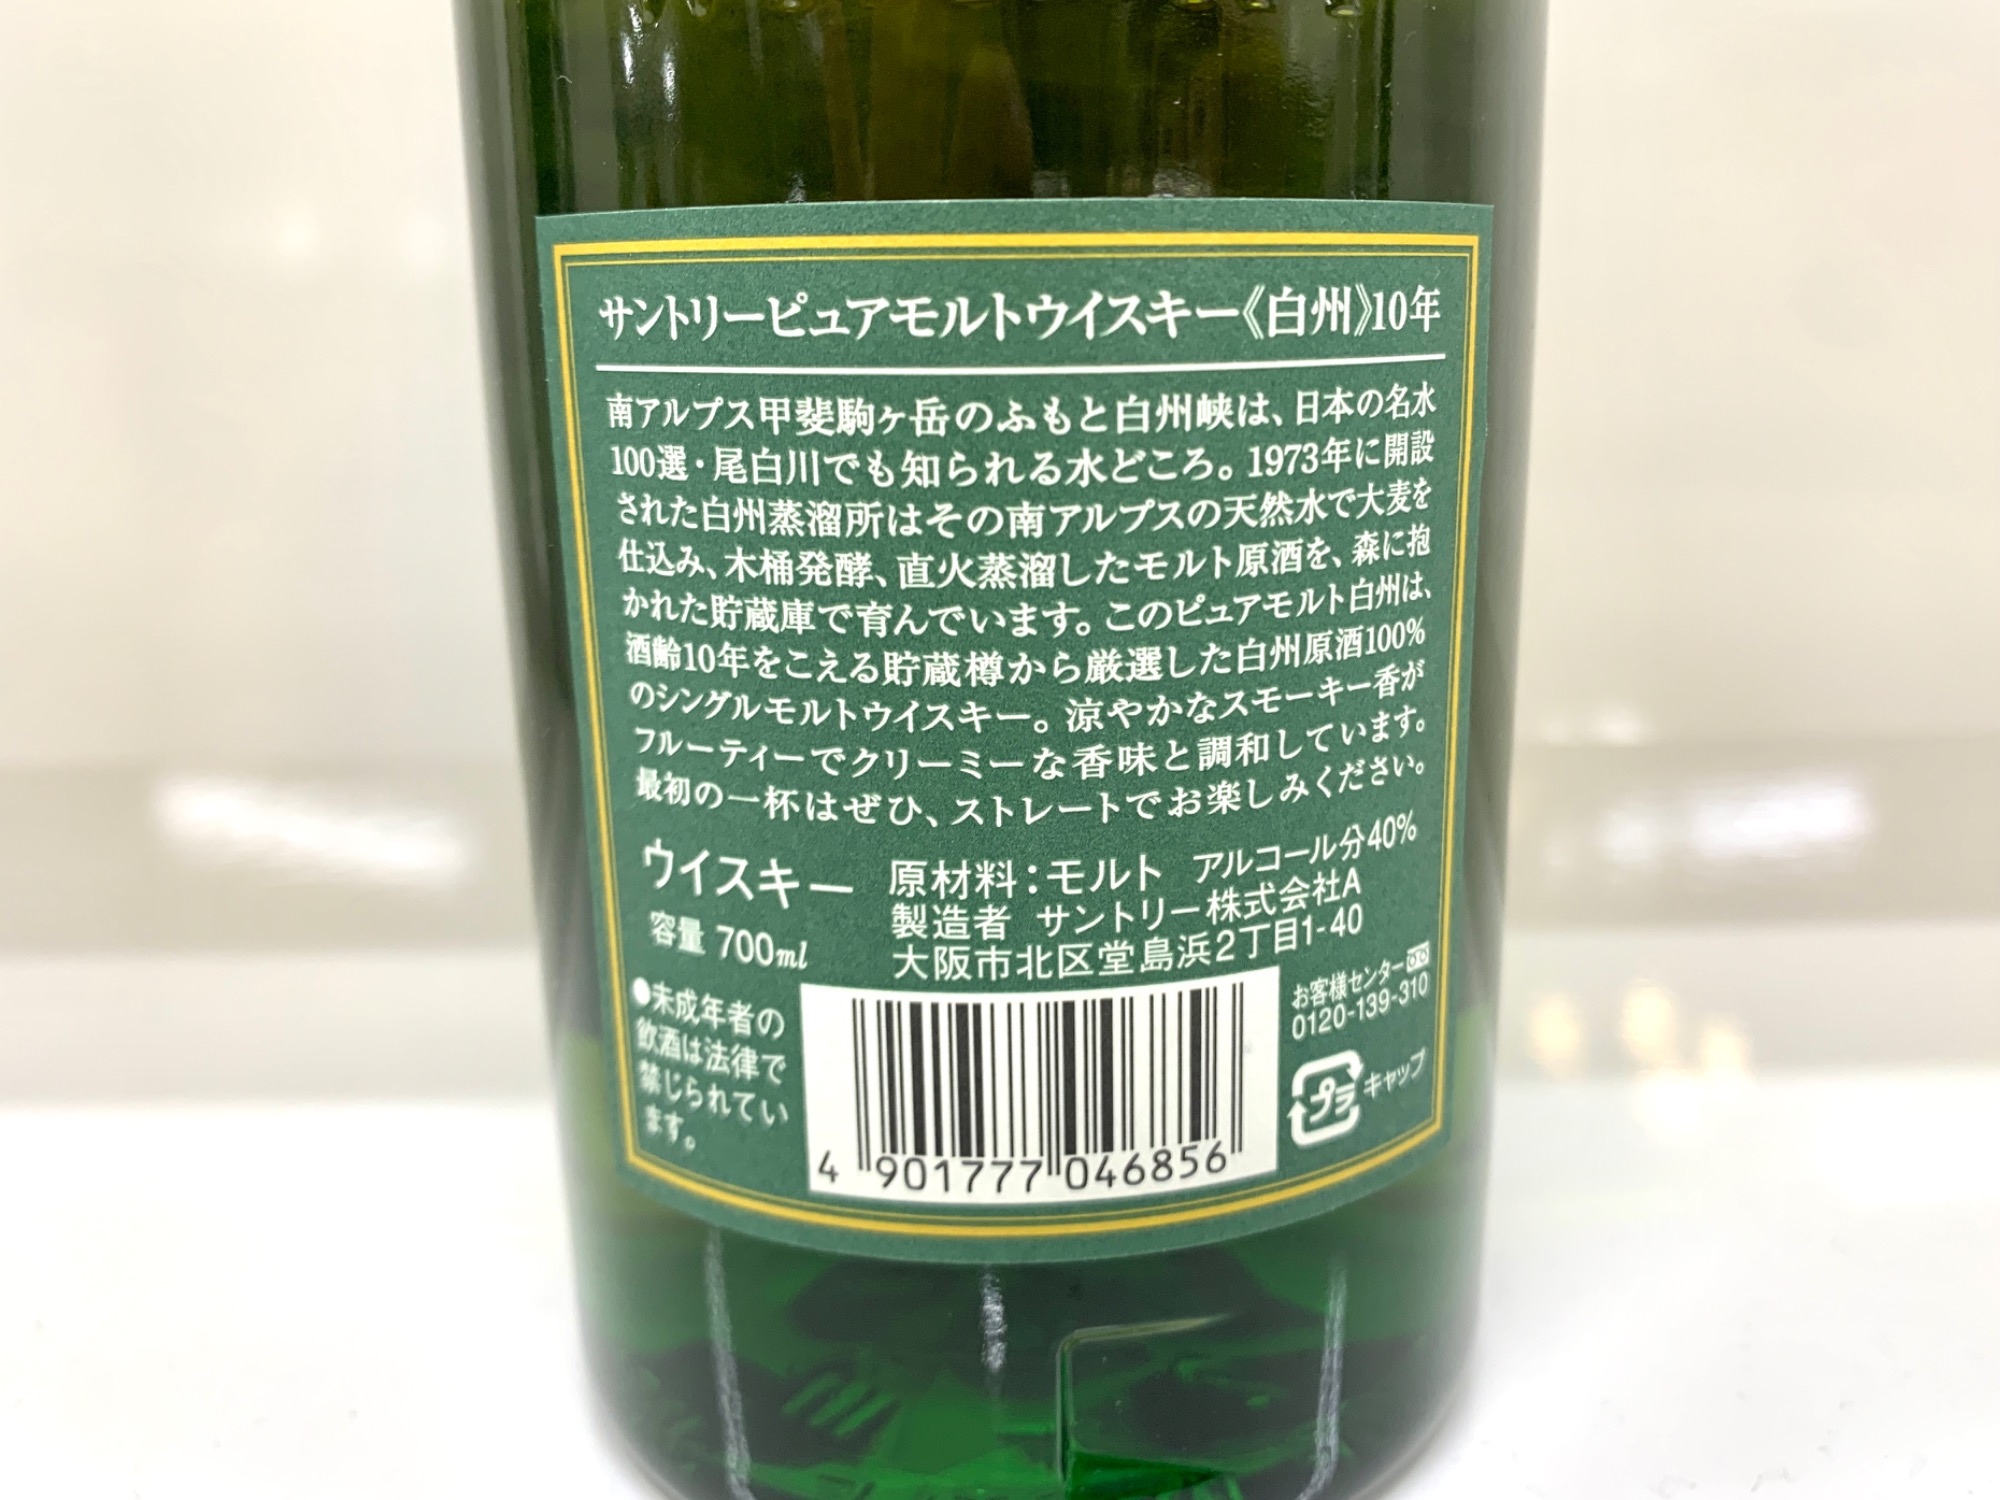 サントリーピュアモルトウイスキー《白州》10年
南アルプス甲斐駒ヶ岳のふもと白州峡は、日本の名水
100選・尾白川でも知られる水どころ。1973年に開設
された白州蒸溜所はその南アルプスの天然水で大麦を
仕込み、木桶発酵、直火蒸溜したモルト原酒を、森に抱
かれた貯蔵庫で育んでいます。このピュアモルト白州は、
酒齢10年をこえる貯蔵樽から厳選した白州原酒100%
のシングルモルトウイスキー。涼やかなスモーキー香が
フルーティーでクリーミーな香味と調和しています。
最初の一杯はぜひ、ストレートでお楽しみください。
ウイスキー 原材料：モルト アルコール分40%
製造者 サントリー株式会社A
容量 700ml 大阪市北区堂島浜2丁目1-40
●未成年者の
飲酒は法律で
禁じられてい
ます。
4 901777 046856
お客様センター
0120-139-310
プラ キャップ